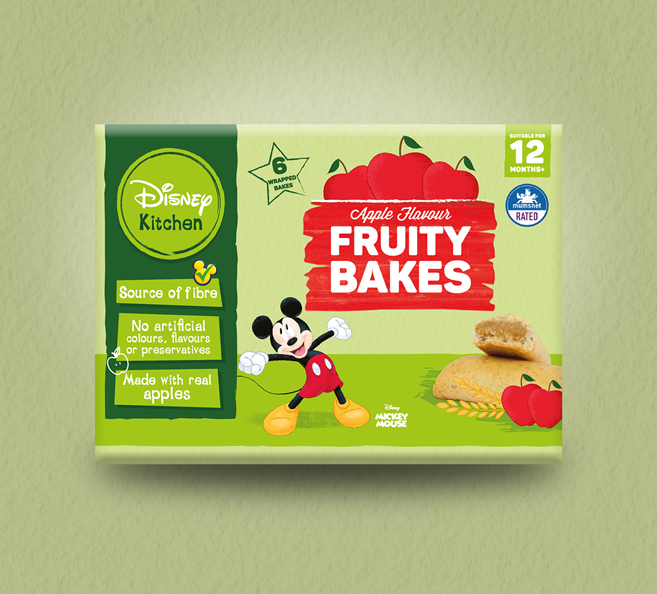 Disney
Kitchen
Source of fibre
No artificial
colours, flavours
or preservatives
Made with real
apples
6
WRAPPED
BAKES
Apple Flavour
FRUITY
BAKES
SUITABLE FOR
12
MONTHS+
mumsnet
RATED
Disney
MICKEY
MOUSE